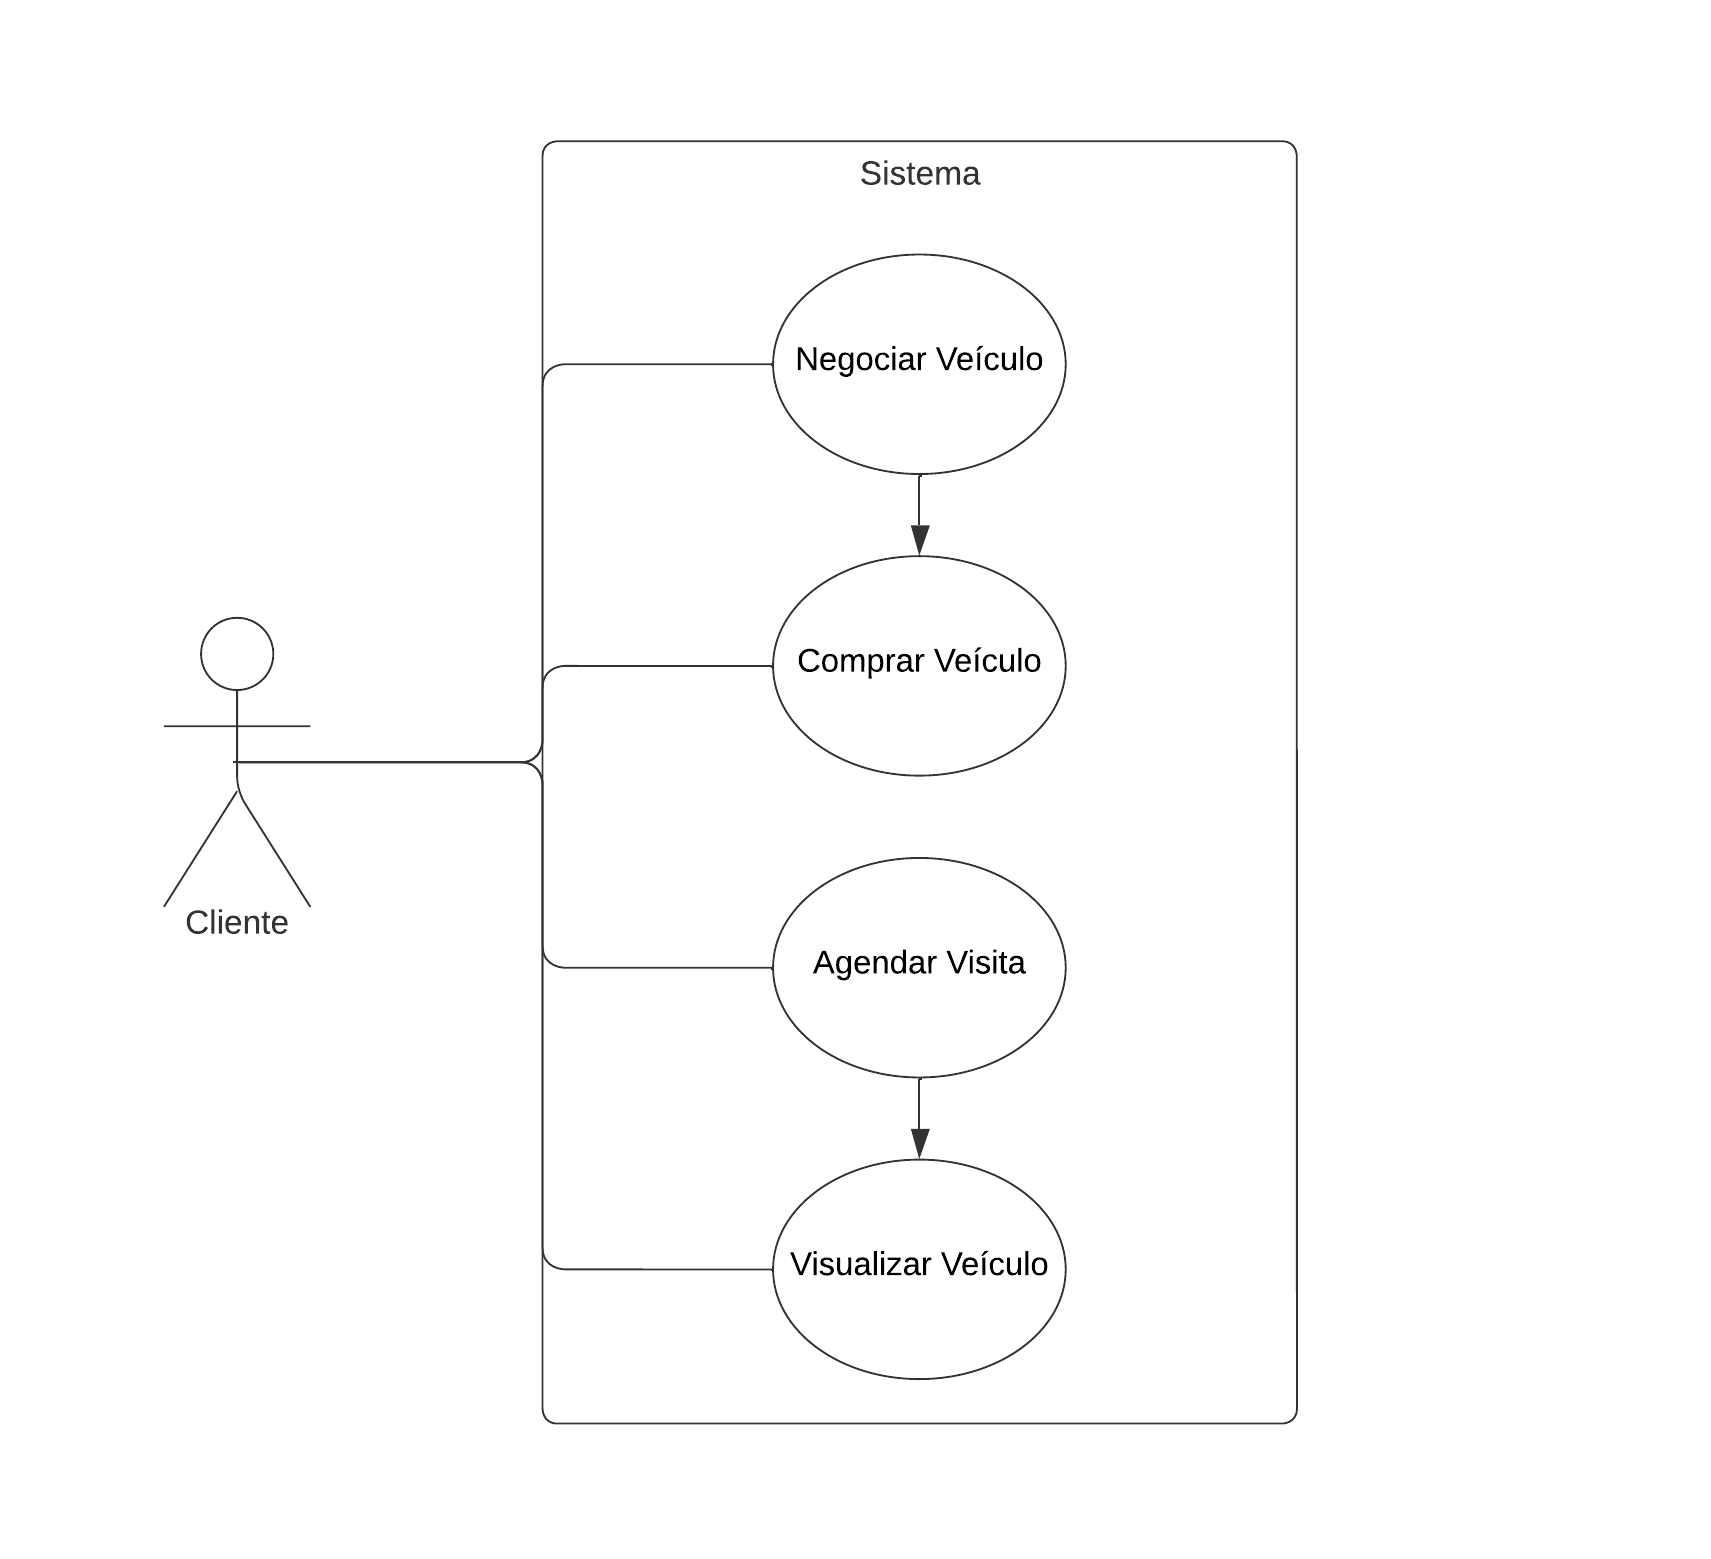 Sistema
Negociar Veículo
Comprar Veículo
Cliente
Agendar Visita
Visualizar Veículo